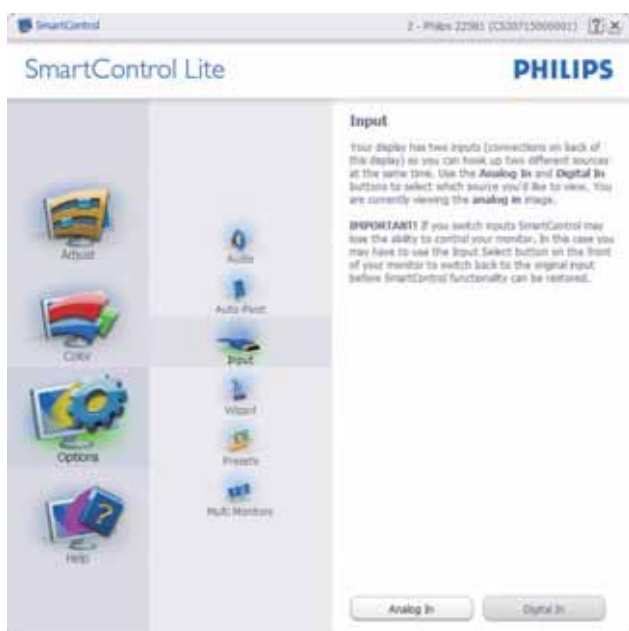 SmartControl
2 - Philips 225B1
SmartControl Lite
PHILIPS
Input
Your display has two inputs (connections on back of
this display) so you can hook up two different sources
at the same time. Use the Analog In and Digital In
buttons to select which source you'd like to view. You
are currently viewing the analog in image.
IMPORTANT! If you switch inputs SmartControl may
lose the ability to control your monitor. In this case you
may have to use the Input Select button on the front
of your monitor to switch back to the original input
before SmartControl functionality can be restored.
Adjust
Color
Options
Help
Audio
Auto Pivot
Input
Wizard
Presets
Multi Monitors
Analog In
Digital In